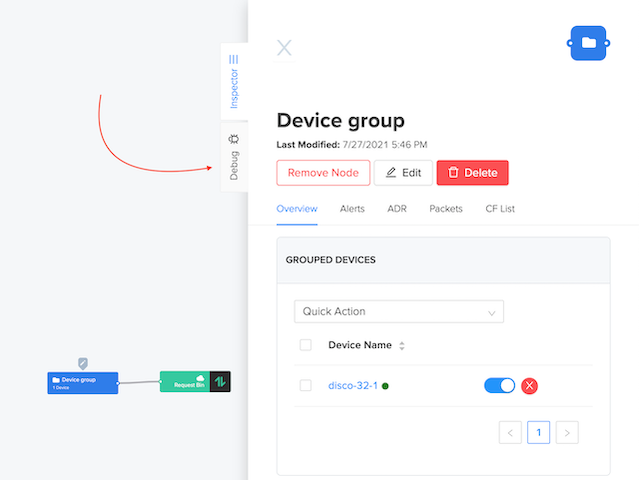 Inspector
Debug
Device group
Last Modified: 7/27/2021 5:46 PM
Remove Node
Edit
Delete
Overview
Alerts
ADR
Packets
CF List
GROUPED DEVICES
Quick Action
Device Name
disco-32-1
< 1 >
Device group
1 Device
Request Bin